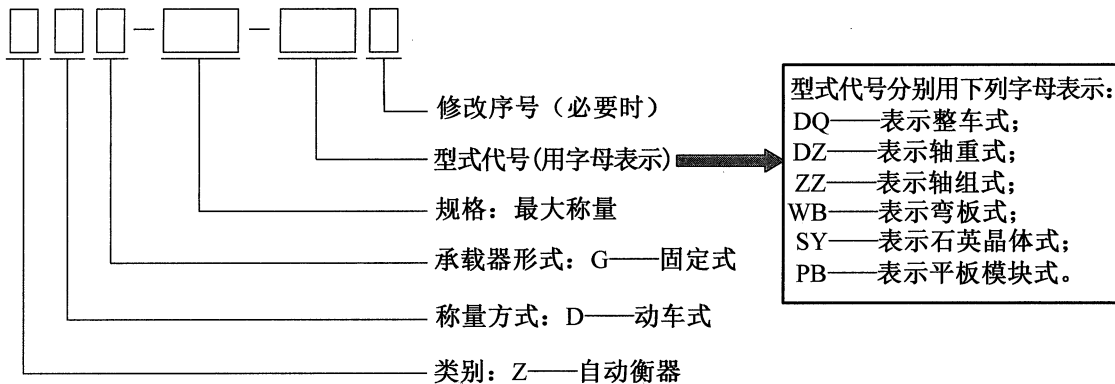 修改序号（必要时）
型式代号(用字母表示)
规格：最大称量
承载器形式：G——固定式
称量方式：D——动车式
类别：Z——自动衡器
型式代号分别用下列字母表示：
DQ——表示整车式；
DZ——表示轴重式；
ZZ——表示轴组式；
WB——表示弯板式；
SY——表示石英晶体式；
PB——表示平板模块式。